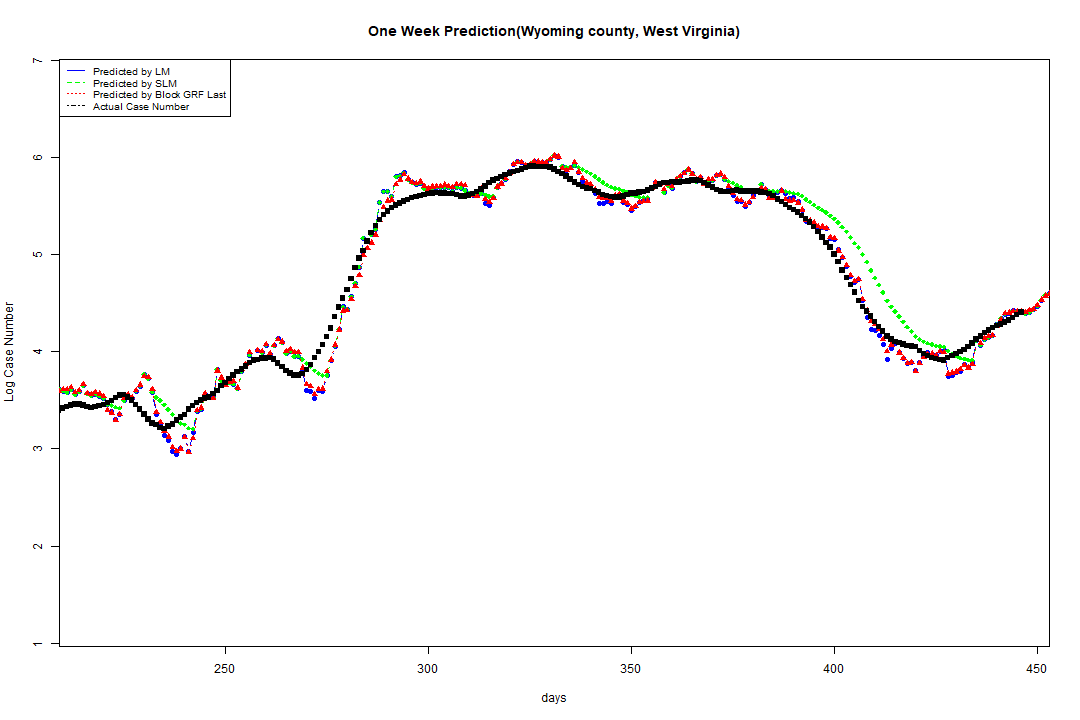 One Week Prediction(Wyoming county, West Virginia)
Predicted by LM
Predicted by SLM
Predicted by Block GRF Last
Actual Case Number
7
6
5
4
3
2
1
Log Case Number
250 300 350 400 450
days